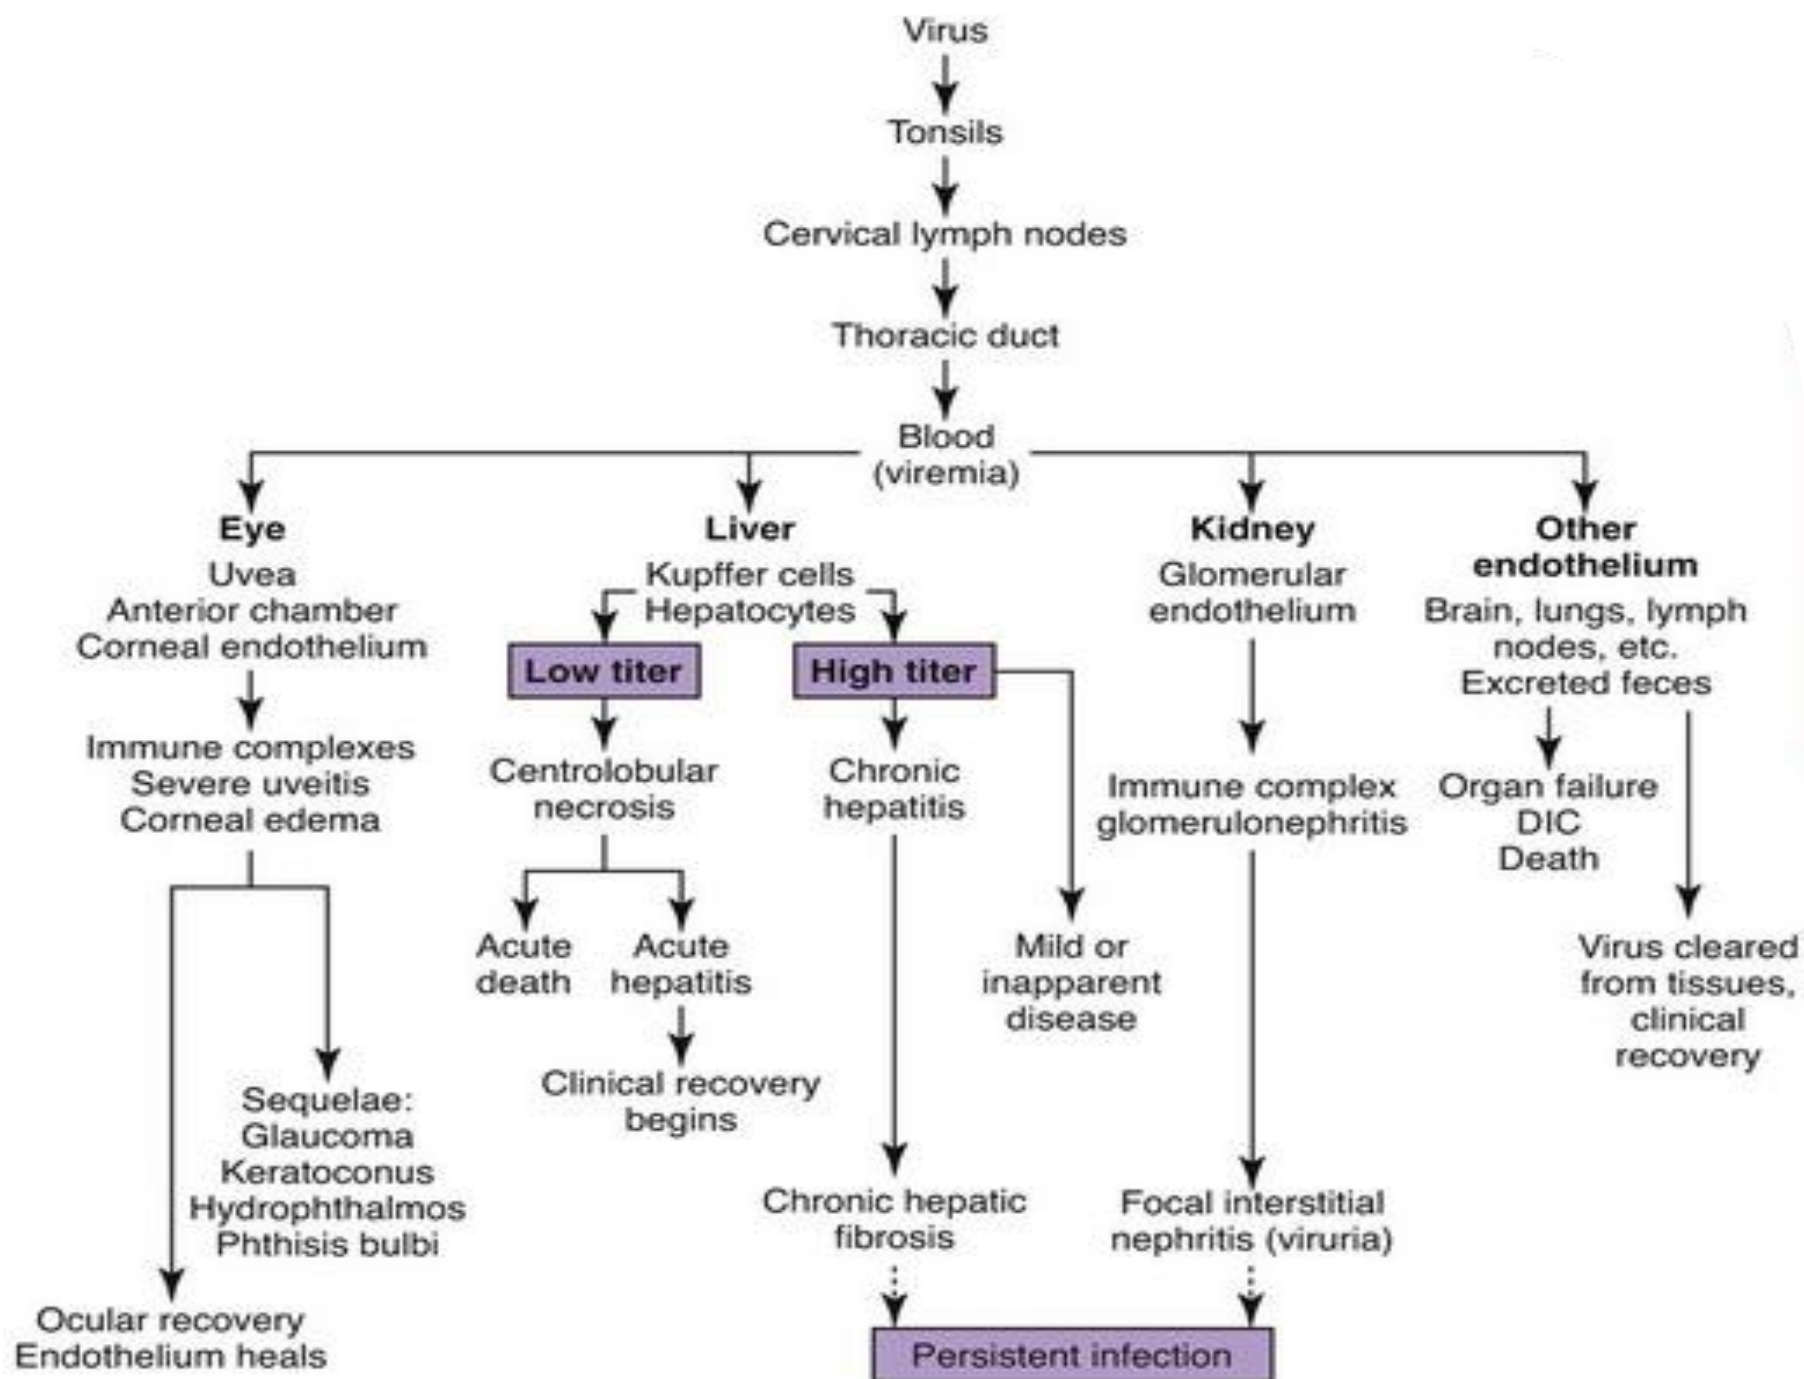 Virus
Tonsils
Cervical lymph nodes
Thoracic duct
Blood
(viremia)
Eye
Uvea
Anterior chamber
Corneal endothelium
Immune complexes
Severe uveitis
Corneal edema
Sequelae:
Glaucoma
Keratoconus
Hydrophthalmos
Phthisis bulbi
Ocular recovery
Endothelium heals
Liver
Kupffer cells
Hepatocytes
Low titer
Centrolobular
necrosis
Acute
death
Acute
hepatitis
Clinical recovery
begins
High titer
Chronic
hepatitis
Chronic hepatic
fibrosis
Mild or
inapparent
disease
Kidney
Glomerular
endothelium
Immune complex
glomerulonephritis
Focal interstitial
nephritis (viruria)
Persistent infection
Other
endothelium
Brain, lungs, lymph
nodes, etc.
Excreted feces
Organ failure
DIC
Death
Virus cleared
from tissues,
clinical
recovery